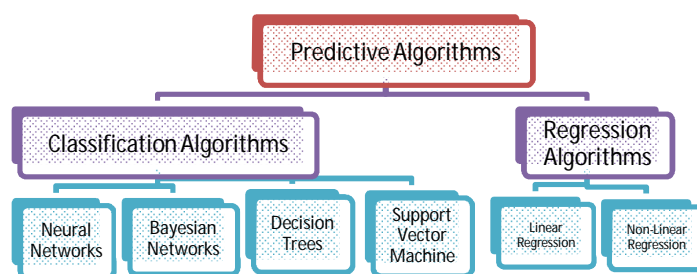 Predictive Algorithms
Classification Algorithms
Regression
Algorithms
Neural
Networks
Bayesian
Networks
Decision
Trees
Support
Vector
Machine
Linear
Regression
Non-Linear
Regression